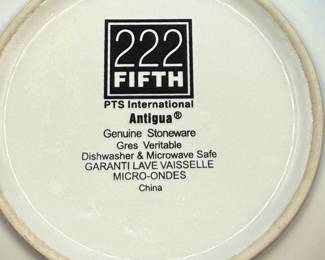 222
FIFTH
PTS International
Antigua®
Genuine Stoneware
Gres Veritable
Dishwasher & Microwave Safe
GARANTI LAVE VAISSELLE
MICRO-ONDES
China